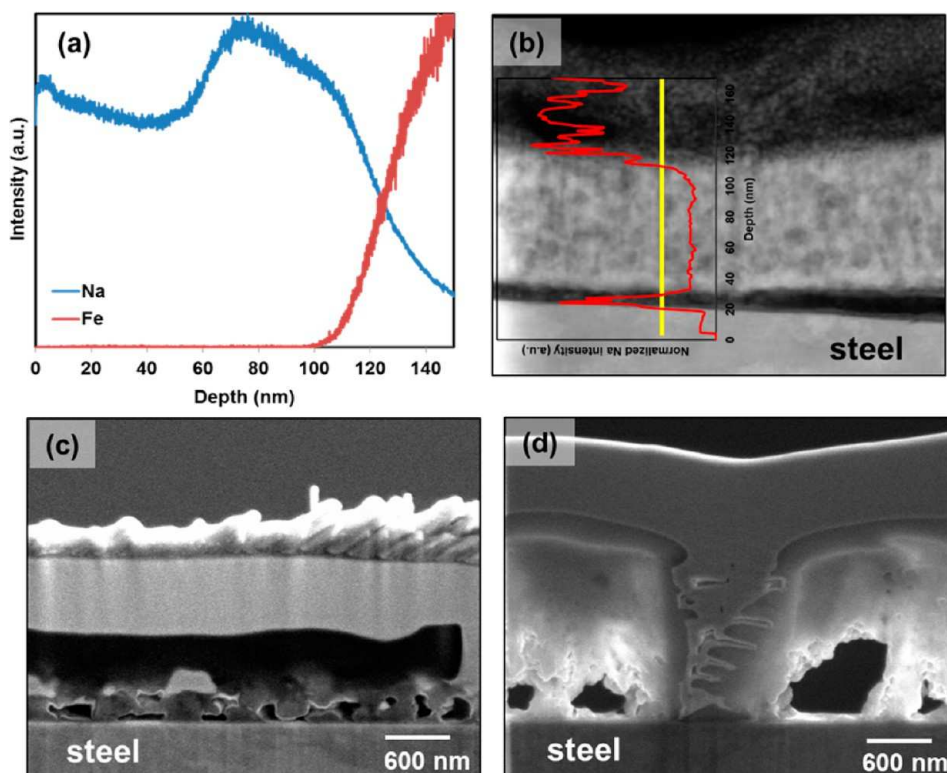 (a)
Intensity (a.u.)
Na
Fe
0 20 40 60 80 100 120 140
Depth (nm)
(b)
0 20 40 60 80 100 120 140 160
Depth (nm)
Normalized Na intensity (a.u.)
steel
(c)
steel
600 nm
(d)
steel
600 nm